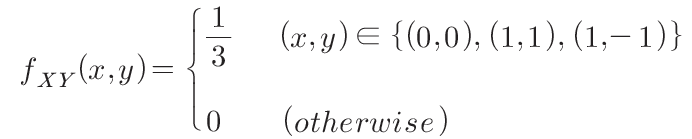 f_{XY}(x,y) = { 1/3 (x,y) ∈ {(0,0), (1,1), (1,−1)}
0 (otherwise)